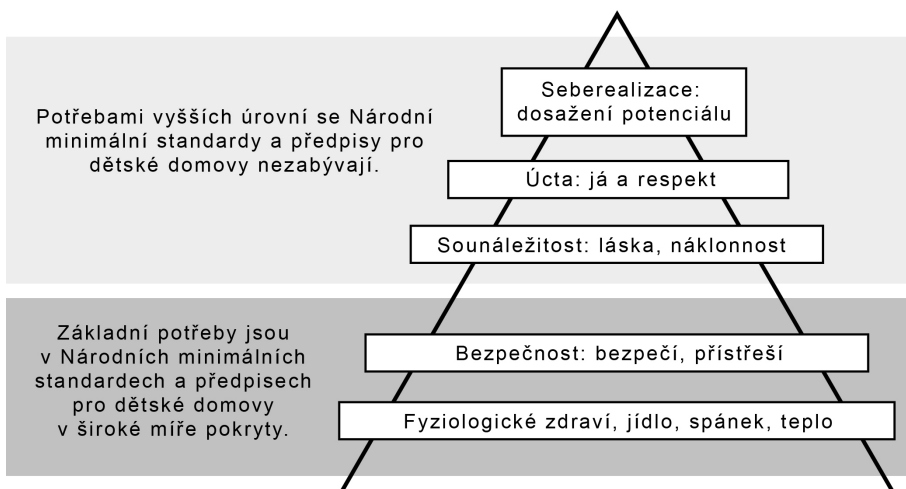 Seberealizace:
dosažení potenciálu
Potřebami vyšších úrovní se Národní
minimální standardy a předpisy pro
dětské domovy nezabývají.
Úcta: já a respekt
Sounáležitost: láska, náklonnost
Základní potřeby jsou
v Národních minimálních
standardech a předpisech
pro dětské domovy
v široké míře pokryty.
Bezpečnost: bezpečí, přístřeší
Fyziologické zdraví, jídlo, spánek, teplo